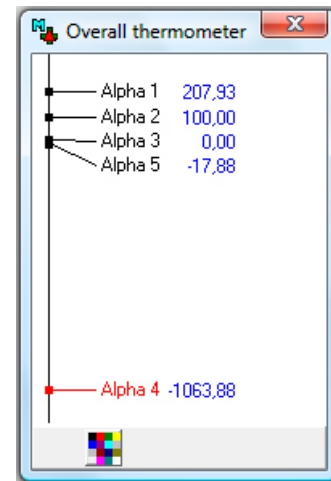 Overall thermometer
Alpha 1 207,93
Alpha 2 100,00
Alpha 3 0,00
Alpha 5 -17,88
Alpha 4 -1063,88